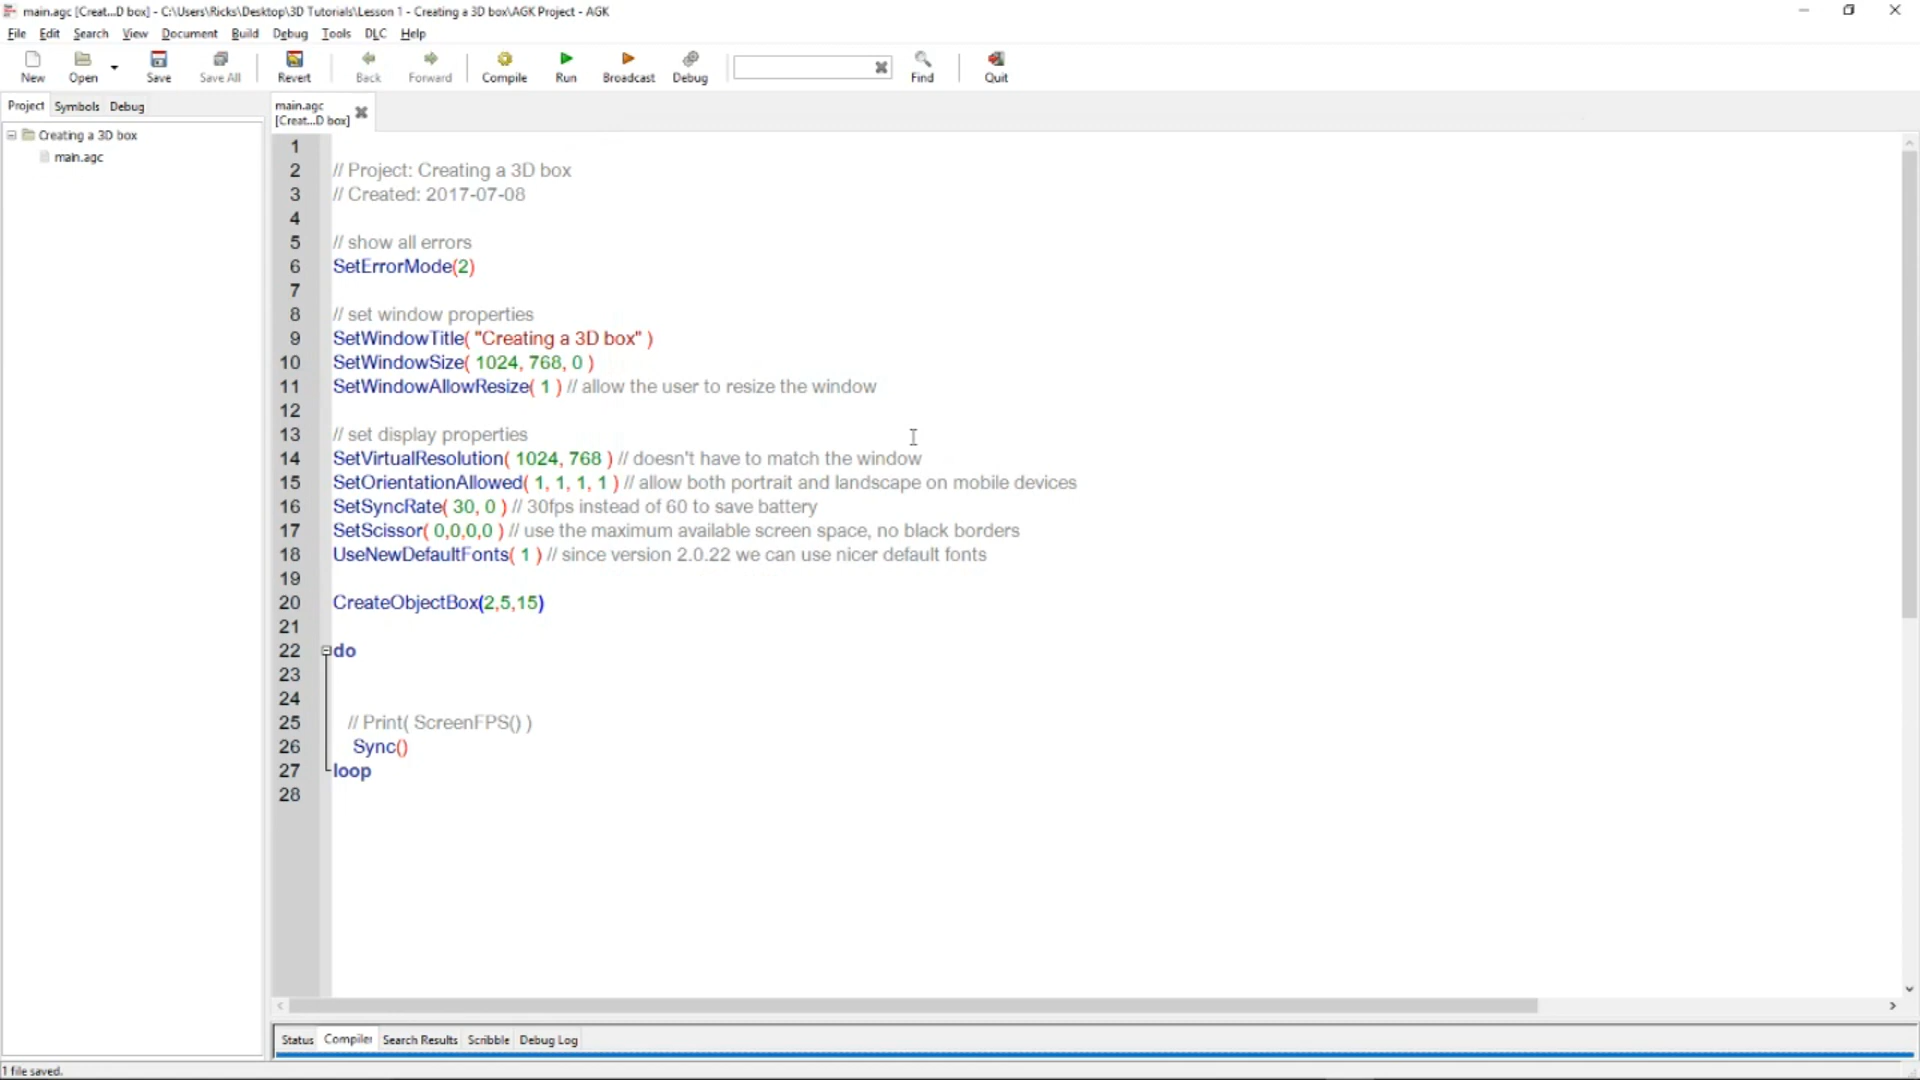 main.agc [Creat...D box] - C:\Users\Ricks\Desktop\3D Tutorials\Lesson 1 - Creating a 3D box\AGK Project - AGK
File Edit Search View Document Build Debug Tools DLC Help
New Open Save Save All Revert Back Forward Compile Run Broadcast Debug Find Quit
Project Symbols Debug
main.agc
[Creat...D box]
Creating a 3D box
main.agc
1
2 // Project: Creating a 3D box
3 // Created: 2017-07-08
4
5 // show all errors
6 SetErrorMode(2)
7
8 // set window properties
9 SetWindowTitle( "Creating a 3D box" )
10 SetWindowSize( 1024, 768, 0 )
11 SetWindowAllowResize( 1 ) // allow the user to resize the window
12
13 // set display properties
14 SetVirtualResolution( 1024, 768 ) // doesn't have to match the window
15 SetOrientationAllowed( 1, 1, 1, 1 ) // allow both portrait and landscape on mobile devices
16 SetSyncRate( 30, 0 ) // 30fps instead of 60 to save battery
17 SetScissor( 0,0,0,0 ) // use the maximum available screen space, no black borders
18 UseNewDefaultFonts( 1 ) // since version 2.0.22 we can use nicer default fonts
19
20 CreateObjectBox(2,5,15)
21
22 do
23
24
25 // Print( ScreenFPS() )
26 Sync()
27 loop
28
Status Compiler Search Results Scribble Debug Log
1 file saved.